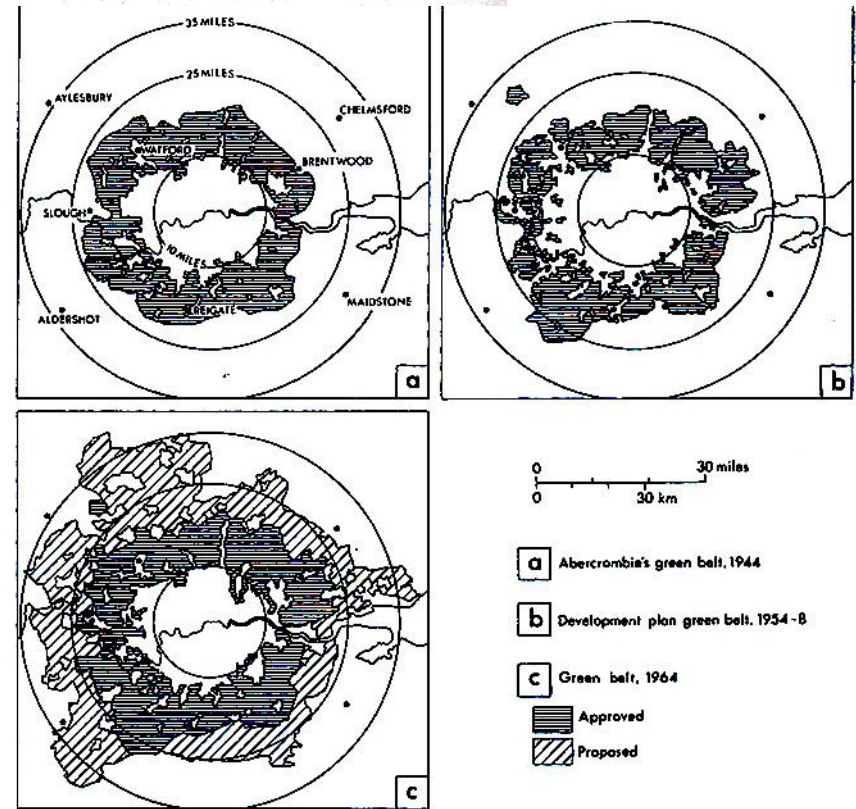 35 MILES
25 MILES
AYLESBURY
CHELMSFORD
WATFORD
BRENTWOOD
SLOUGH
10 MILES
MAIDSTONE
REIGATE
ALDERSHOT
a
b
c
0 30 miles
0 30 km
a Abercrombie's green belt, 1944
b Development plan green belt, 1954-8
c Green belt, 1964
Approved
Proposed